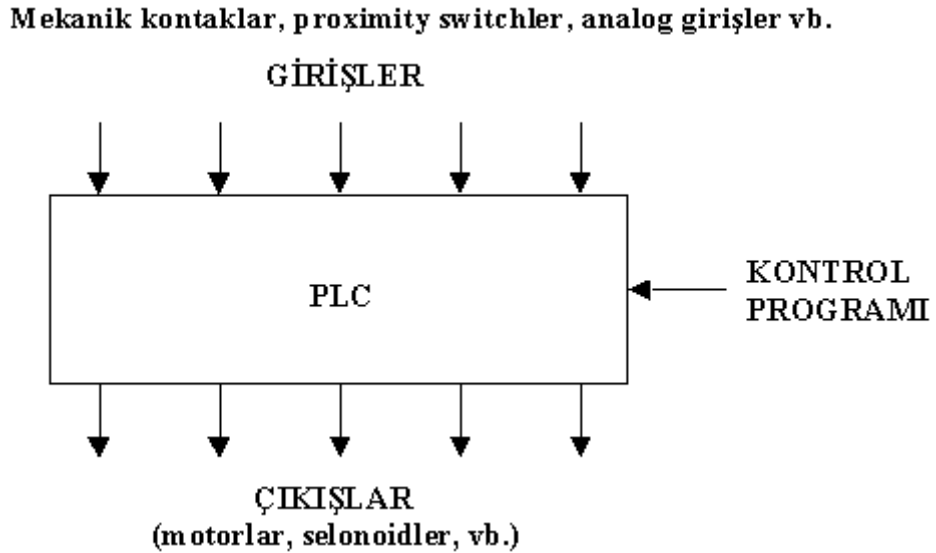 Mekanik kontaklar, proximity switchler, analog girişler vb.
GİRİŞLER
PLC
KONTROL
PROGRAMI
ÇIKIŞLAR
(motorlar, selonoidler, vb.)